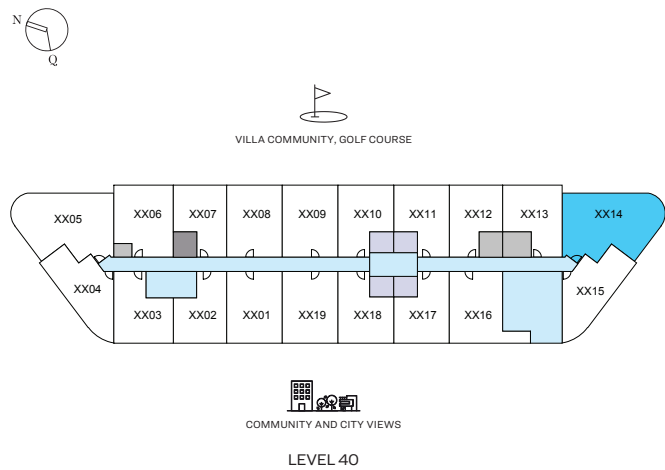 N
Q
VILLA COMMUNITY, GOLF COURSE
XX05
XX06
XX07
XX08
XX09
XX10
XX11
XX12
XX13
XX14
XX04
XX03
XX02
XX01
XX19
XX18
XX17
XX16
XX15
COMMUNITY AND CITY VIEWS
LEVEL 40